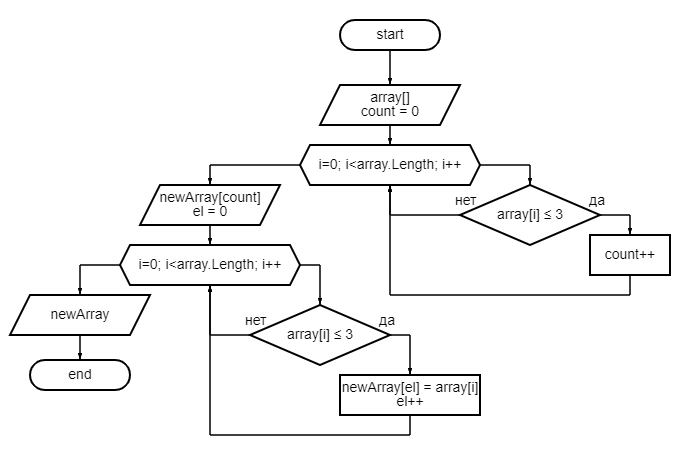 start
array[]
count = 0
i=0; i<array.Length; i++
нет
array[i] ≤ 3
да
count++
newArray[count]
el = 0
i=0; i<array.Length; i++
нет
array[i] ≤ 3
да
newArray[el] = array[i]
el++
newArray
end